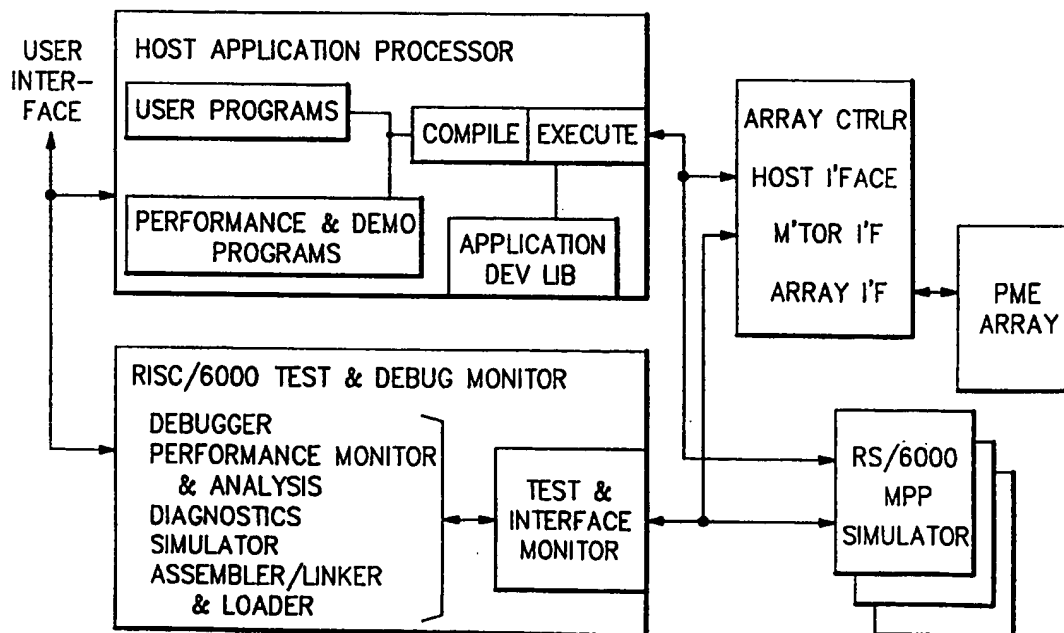 USER
INTER-
FACE
HOST APPLICATION PROCESSOR
USER PROGRAMS
COMPILE
EXECUTE
PERFORMANCE & DEMO
PROGRAMS
APPLICATION
DEV LIB
ARRAY CTRLR
HOST I'FACE
M'TOR I'F
ARRAY I'F
PME
ARRAY
RISC/6000 TEST & DEBUG MONITOR
DEBUGGER
PERFORMANCE MONITOR
& ANALYSIS
DIAGNOSTICS
SIMULATOR
ASSEMBLER/LINKER
& LOADER
TEST &
INTERFACE
MONITOR
RS/6000
MPP
SIMULATOR